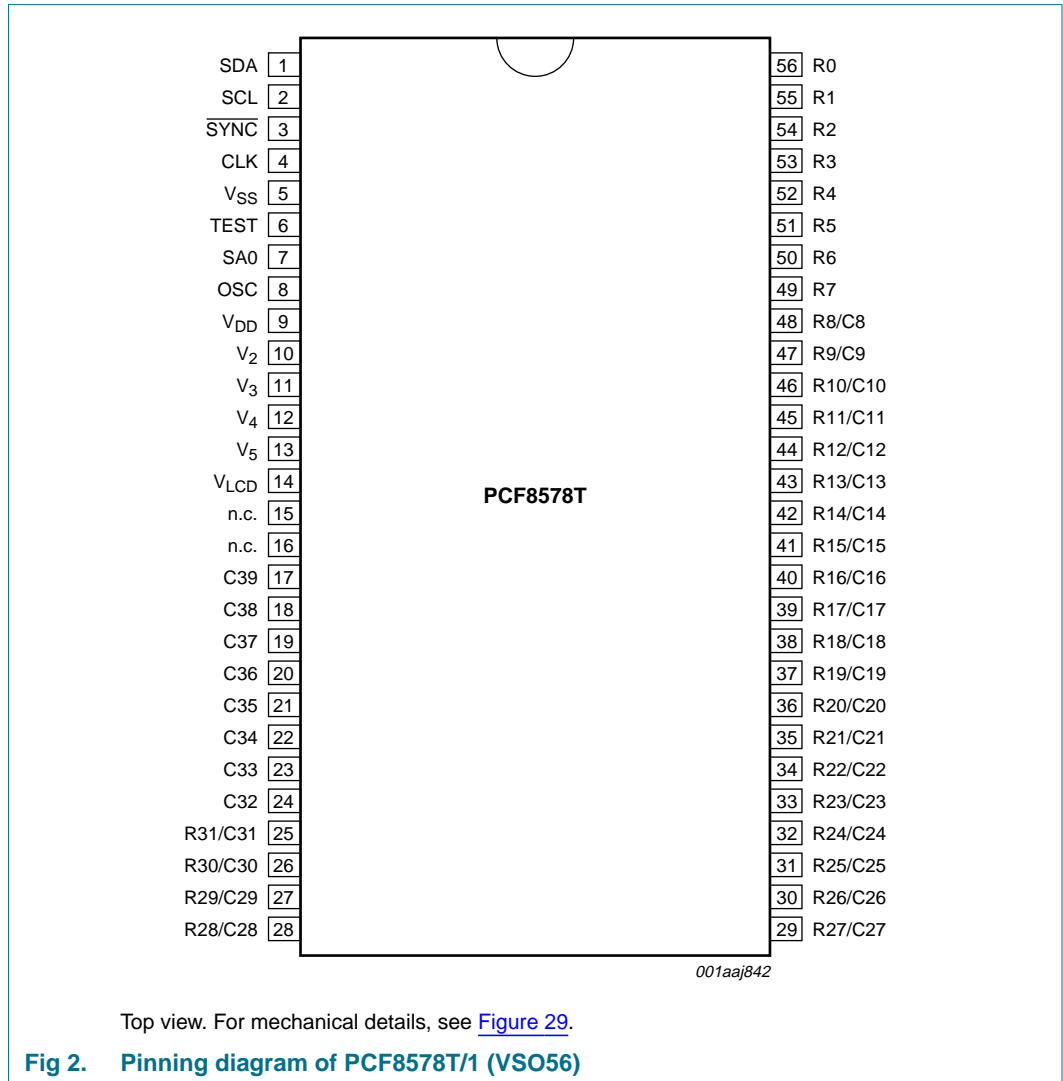 SDA 1 56 R0
SCL 2 55 R1
SYNC 3 54 R2
CLK 4 53 R3
VSS 5 52 R4
TEST 6 51 R5
SA0 7 50 R6
OSC 8 49 R7
VDD 9 48 R8/C8
V2 10 47 R9/C9
V3 11 46 R10/C10
V4 12 45 R11/C11
V5 13 44 R12/C12
VLCD 14 43 R13/C13
PCF8578T
n.c. 15 42 R14/C14
n.c. 16 41 R15/C15
C39 17 40 R16/C16
C38 18 39 R17/C17
C37 19 38 R18/C18
C36 20 37 R19/C19
C35 21 36 R20/C20
C34 22 35 R21/C21
C33 23 34 R22/C22
C32 24 33 R23/C23
R31/C31 25 32 R24/C24
R30/C30 26 31 R25/C25
R29/C29 27 30 R26/C26
R28/C28 28 29 R27/C27
001aaj842
Top view. For mechanical details, see Figure 29.
Fig 2. Pinning diagram of PCF8578T/1 (VSO56)